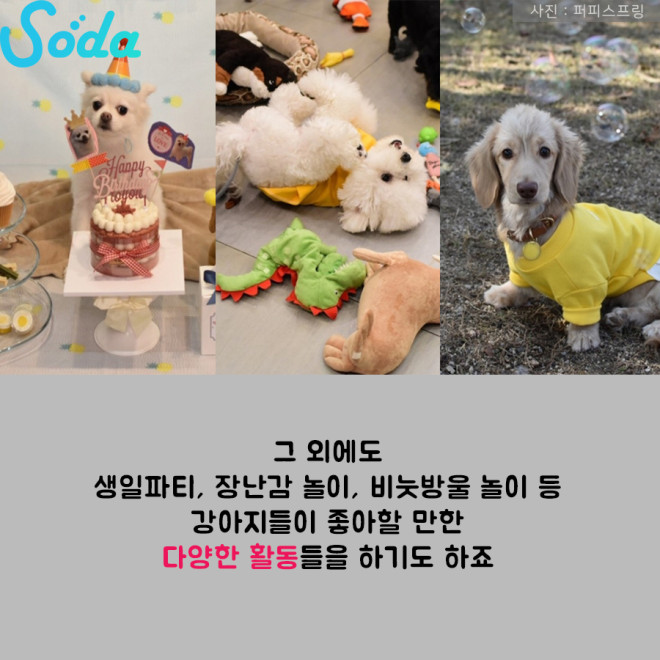 Soda
사진 : 퍼피스프링
Happy
Birthday
그 외에도
생일파티, 장난감 놀이, 비눗방울 놀이 등
강아지들이 좋아할 만한
다양한 활동들을 하기도 하죠